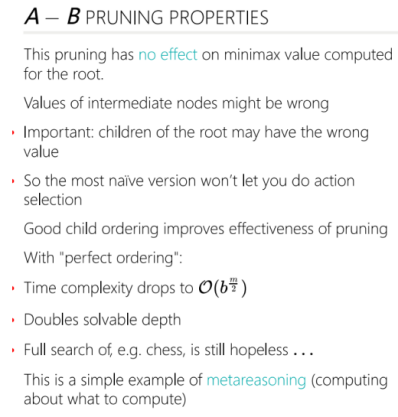 A – B PRUNING PROPERTIES
This pruning has no effect on minimax value computed
for the root.
Values of intermediate nodes might be wrong
Important: children of the root may have the wrong
value
So the most naïve version won't let you do action
selection
Good child ordering improves effectiveness of pruning
With "perfect ordering":
Time complexity drops to 𝒪(b^{m/2})
Doubles solvable depth
Full search of, e.g. chess, is still hopeless ...
This is a simple example of metareasoning (computing
about what to compute)